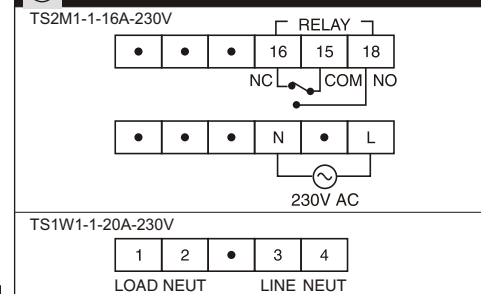 TS2M1-1-16A-230V
RELAY
16 15 18
NC COM NO
N L
230V AC
TS1W1-1-20A-230V
1 2 3 4
LOAD NEUT LINE NEUT